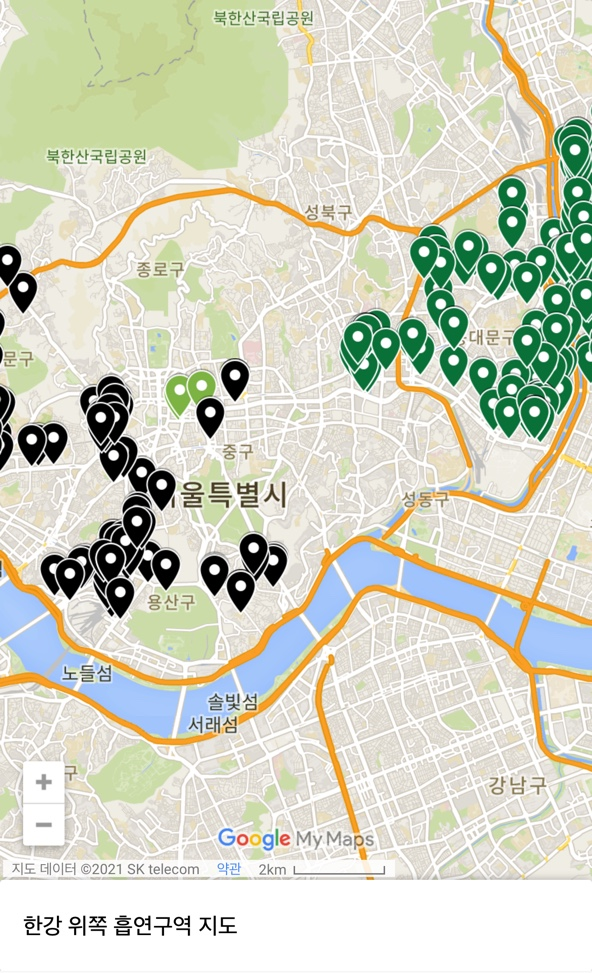 북한산국립공원
북한산국립공원
성북구
종로구
대문구
문구
중구
울특별시
성동구
용산구
노들섬
솔빛섬
서래섬
구
강남구
+
−
Google My Maps
지도 데이터 ©2021 SK telecom 약관 2km
한강 위쪽 흡연구역 지도